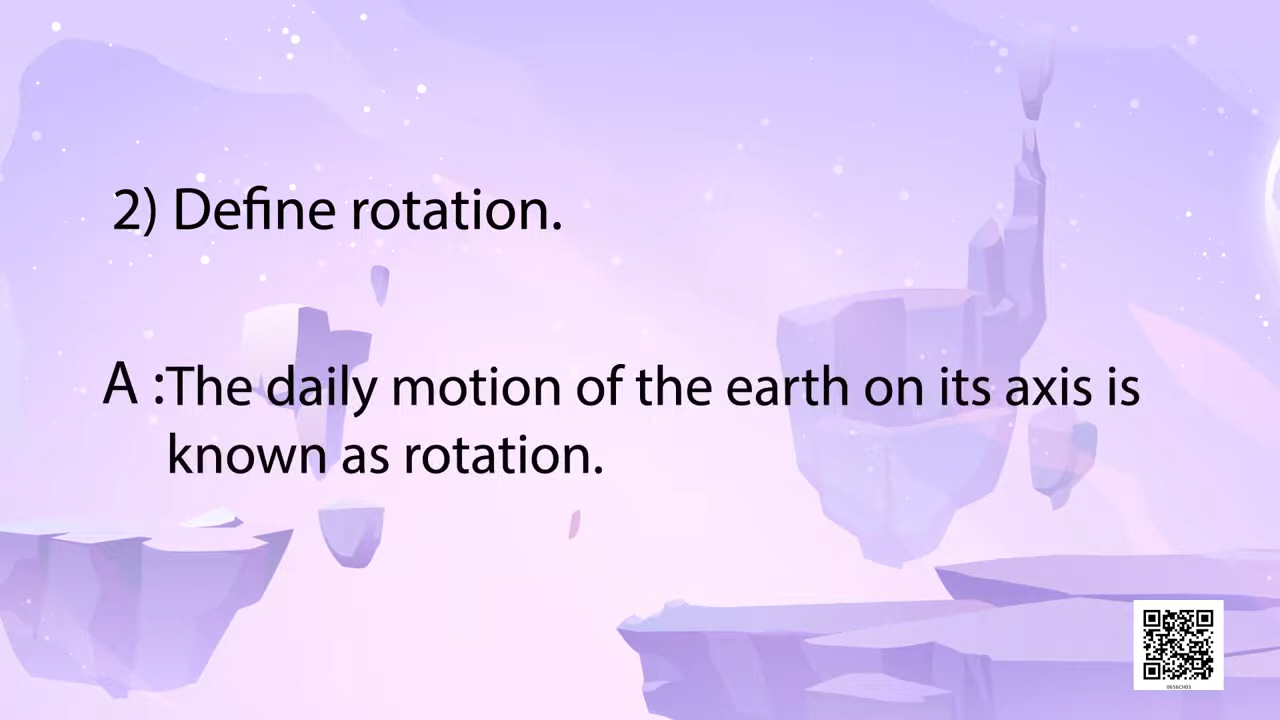 2) Define rotation.
A :The daily motion of the earth on its axis is
known as rotation.